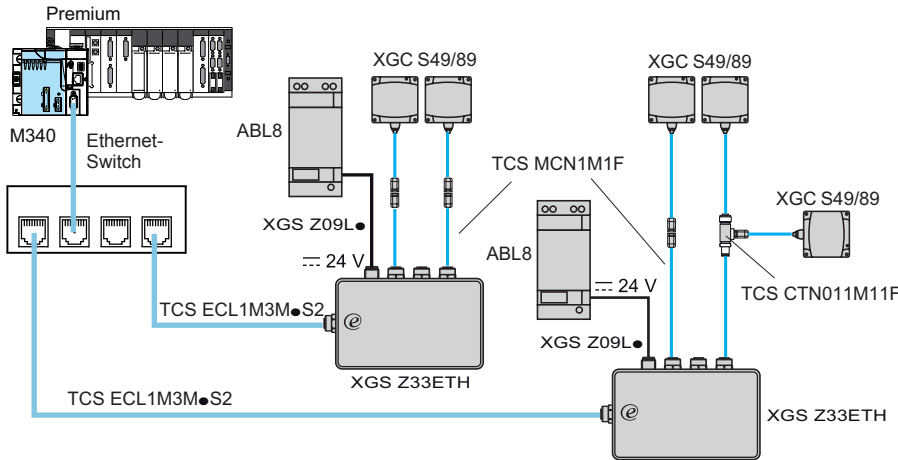 Premium
M340
Ethernet-
Switch
ABL8
XGC S49/89
XGC S49/89
TCS MCN1M1F
XGC S49/89
XGS Z09L●
24 V
ABL8
24 V
TCS CTN011M11F
TCS ECL1M3M●S2
XGS Z09L●
XGS Z33ETH
TCS ECL1M3M●S2
XGS Z33ETH